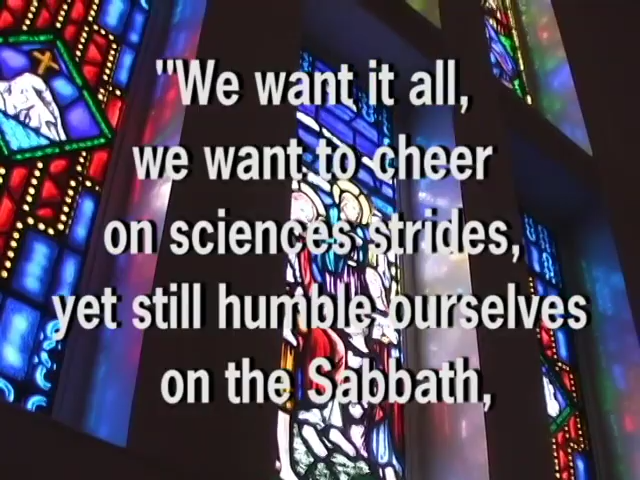 "We want it all,
we want to cheer
on sciences strides,
yet still humble ourselves
on the Sabbath,